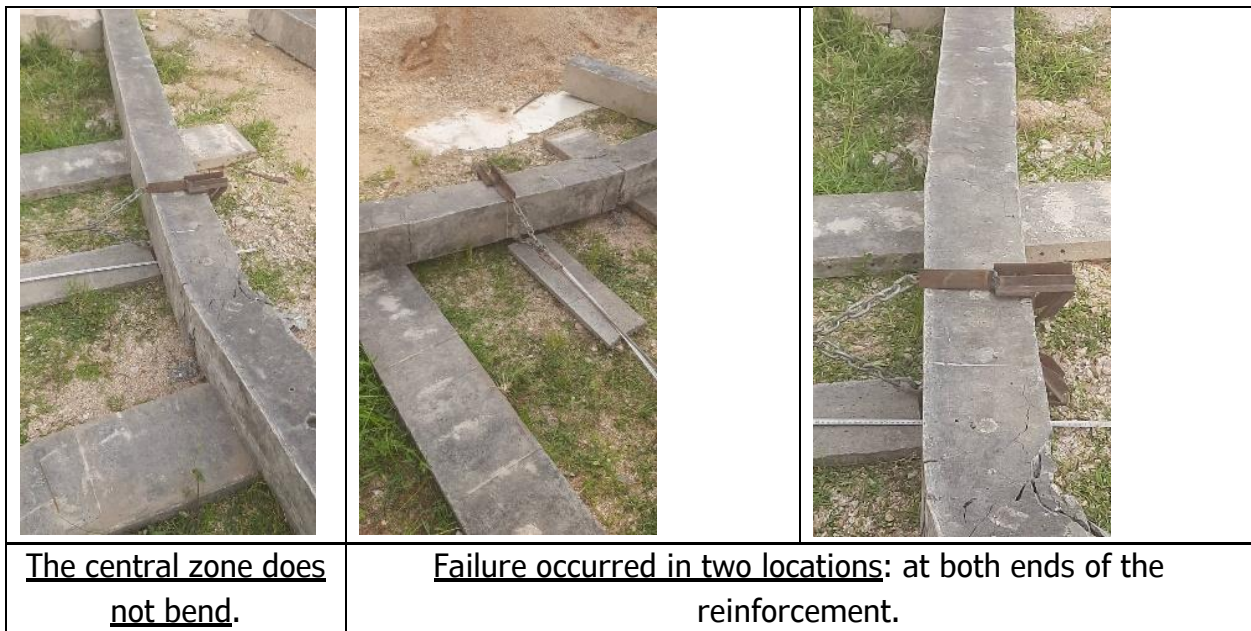 The central zone does
not bend.
Failure occurred in two locations: at both ends of the
reinforcement.